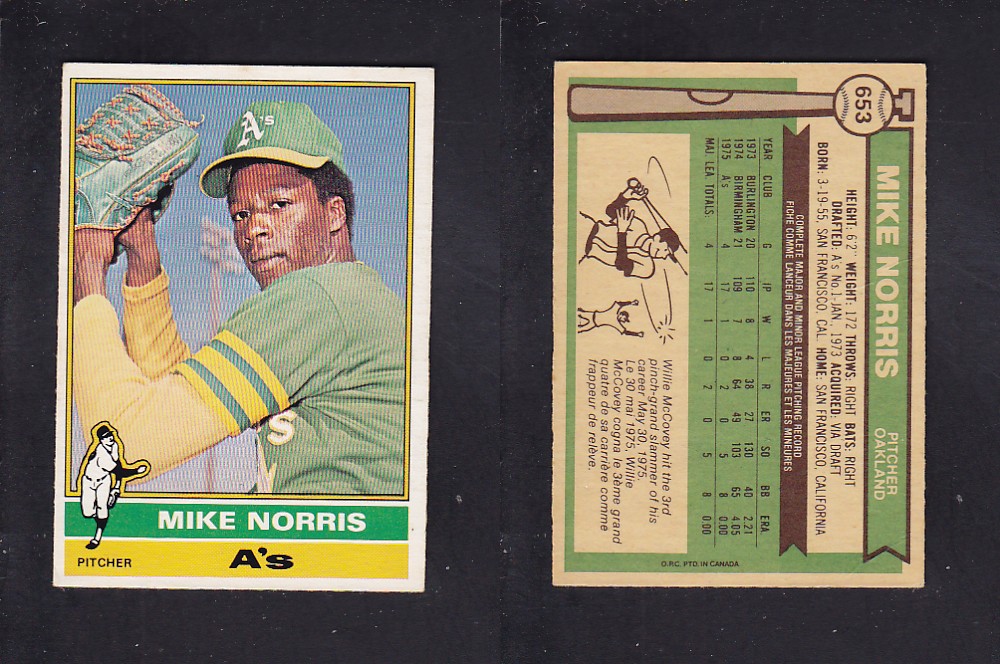 A's
S
MIKE NORRIS
PITCHER
A's
653
MIKE NORRIS
PITCHER
OAKLAND
HEIGHT: 6'2" WEIGHT: 172 THROWS: RIGHT BATS: RIGHT
DRAFTED: A's No.1-JAN., 1973 ACQUIRED: VIA DRAFT
BORN: 3-19-55, SAN FRANCISCO, CAL. HOME: SAN FRANCISCO, CALIFORNIA
COMPLETE MAJOR AND MINOR LEAGUE PITCHING RECORD
FICHE COMME LANCEUR DANS LES MAJEURES ET LES MINEURES
YEAR CLUB G IP W L R ER SO BB ERA
1973 BURLINGTON 20 110 8 4 38 27 130 40 2.21
1974 BIRMINGHAM 21 109 7 8 64 49 103 65 4.05
1975 A's 4 17 1 0 2 0 5 8 0.00
MAJ. LEA. TOTALS: 4 17 1 0 2 0 5 8 0.00
Willie McCovey hit the 3rd
pinch-grand slammer of his
career May 30, 1975.
Le 30 mai 1975, Willie
McCovey cogna le 3ème grand
quatre de sa carrière comme
frappeur de relève.
O.P.C. PTD. IN CANADA